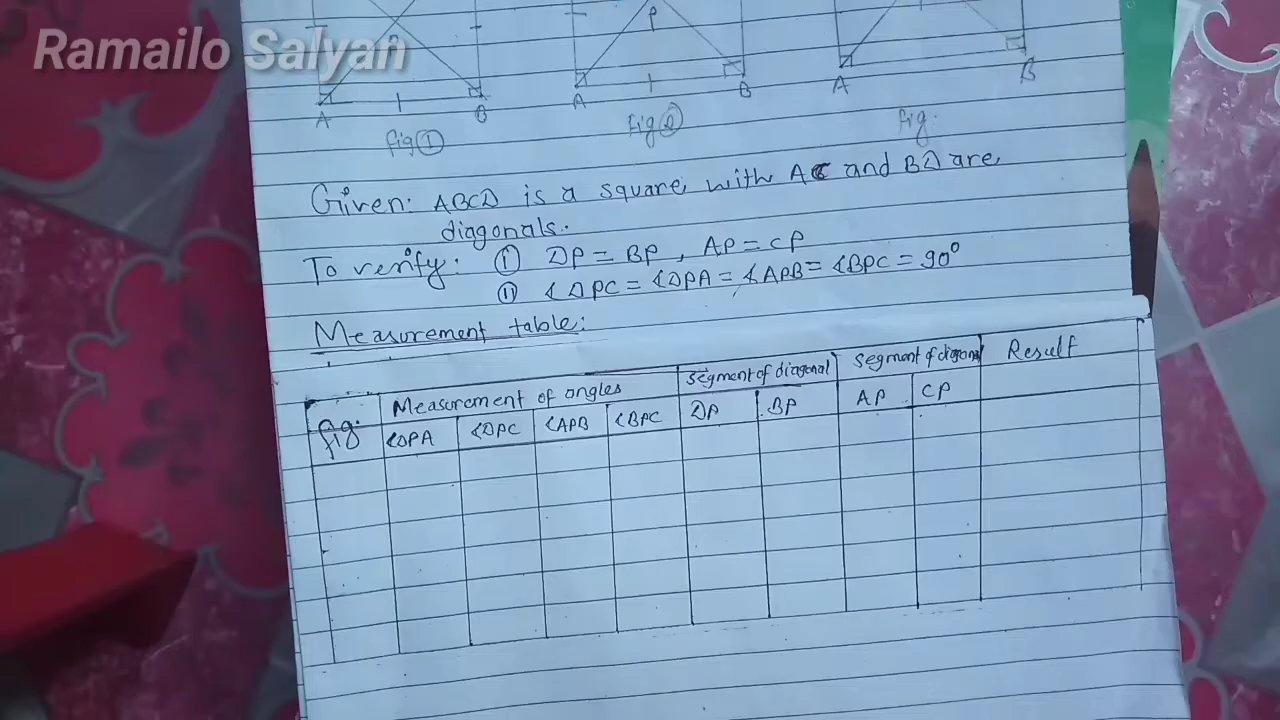 Ramailo Salyan
P P
A B A B A B
fig ① fig ② fig.
Given: ABCD is a square with AC and BD are
diagonals.
To verify: ⓘ DP = BP, AP = CP
ⓘⓘ ∢DPC = ∢DPA = ∢APB = ∢BPC = 90°
Measurement table:
fig. Measurement of angles Segment of diagonal Segment of diagonal Result
∢DPA ∢DPC ∢APB ∢BPC DP BP AP CP